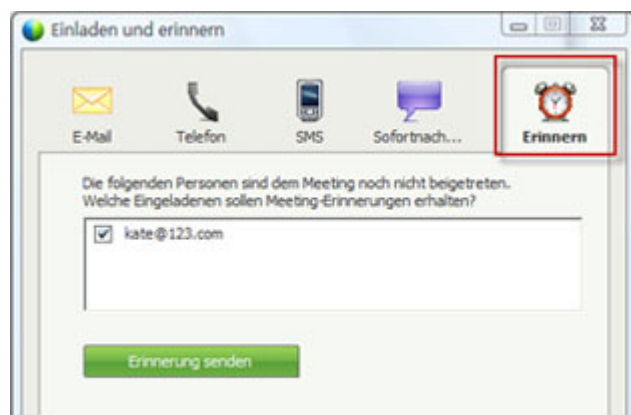 Einladen und erinnern
E-Mail Telefon SMS Sofortnach... Erinnern
Die folgenden Personen sind dem Meeting noch nicht beigetreten.
Welche Eingeladenen sollen Meeting-Erinnerungen erhalten?
kate@123.com
Erinnerung senden